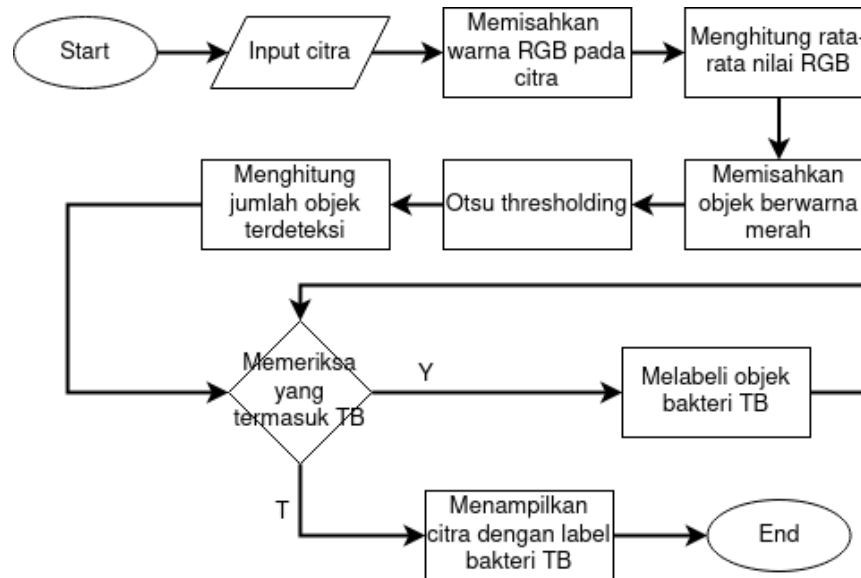 Start
Input citra
Memisahkan
warna RGB pada
citra
Menghitung rata-
rata nilai RGB
Memisahkan
objek berwarna
merah
Otsu thresholding
Menghitung
jumlah objek
terdeteksi
Memeriksa
yang
termasuk TB
Y
Melabeli objek
bakteri TB
T
Menampilkan
citra dengan label
bakteri TB
End